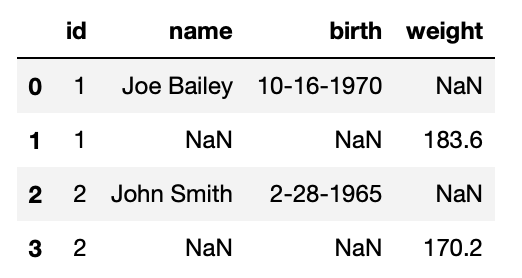 id name birth weight
0 1 Joe Bailey 10-16-1970 NaN
1 1 NaN NaN 183.6
2 2 John Smith 2-28-1965 NaN
3 2 NaN NaN 170.2